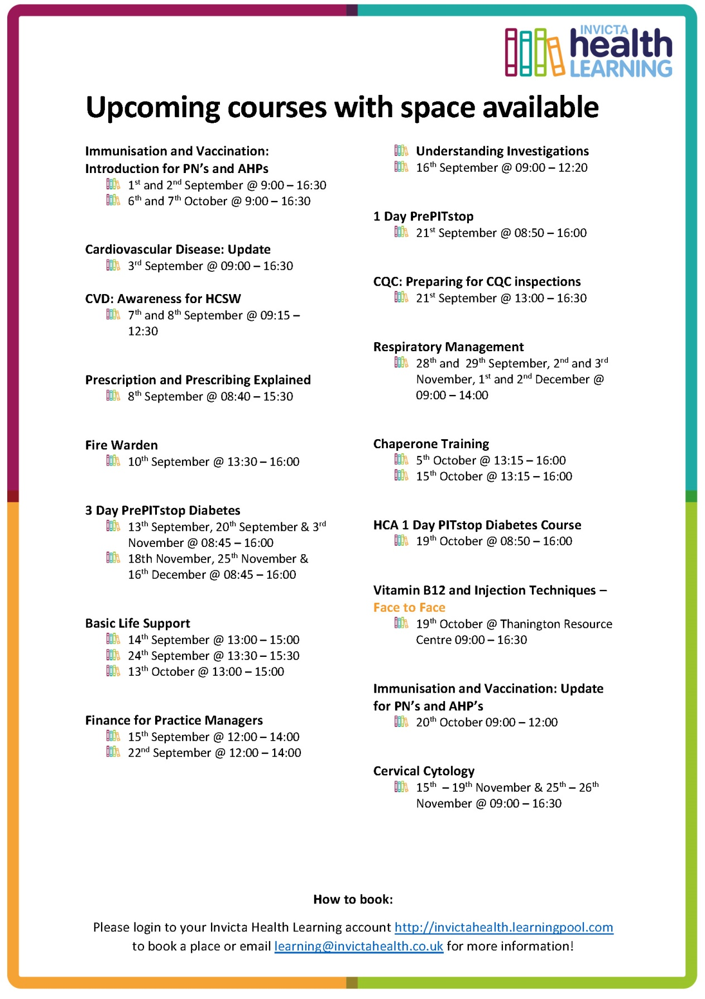 INVICTA
health
LEARNING
Upcoming courses with space available
Immunisation and Vaccination:
Introduction for PN’s and AHPs
1st and 2nd September @ 9:00 – 16:30
6th and 7th October @ 9:00 – 16:30
Cardiovascular Disease: Update
3rd September @ 09:00 – 16:30
CVD: Awareness for HCSW
7th and 8th September @ 09:15 –
12:30
Prescription and Prescribing Explained
8th September @ 08:40 – 15:30
Fire Warden
10th September @ 13:30 – 16:00
3 Day PrePITstop Diabetes
13th September, 20th September & 3rd
November @ 08:45 – 16:00
18th November, 25th November &
16th December @ 08:45 – 16:00
Basic Life Support
14th September @ 13:00 – 15:00
24th September @ 13:30 – 15:30
13th October @ 13:00 – 15:00
Finance for Practice Managers
15th September @ 12:00 – 14:00
22nd September @ 12:00 – 14:00
Understanding Investigations
16th September @ 09:00 – 12:20
1 Day PrePITstop
21st September @ 08:50 – 16:00
CQC: Preparing for CQC inspections
21st September @ 13:00 – 16:30
Respiratory Management
28th and 29th September, 2nd and 3rd
November, 1st and 2nd December @
09:00 – 14:00
Chaperone Training
5th October @ 13:15 – 16:00
15th October @ 13:15 – 16:00
HCA 1 Day PITstop Diabetes Course
19th October @ 08:50 – 16:00
Vitamin B12 and Injection Techniques –
Face to Face
19th October @ Thanington Resource
Centre 09:00 – 16:30
Immunisation and Vaccination: Update
for PN’s and AHP’s
20th October 09:00 – 12:00
Cervical Cytology
15th – 19th November & 25th – 26th
November @ 09:00 – 16:30
How to book:
Please login to your Invicta Health Learning account http://invictahealth.learningpool.com
to book a place or email learning@invictahealth.co.uk for more information!